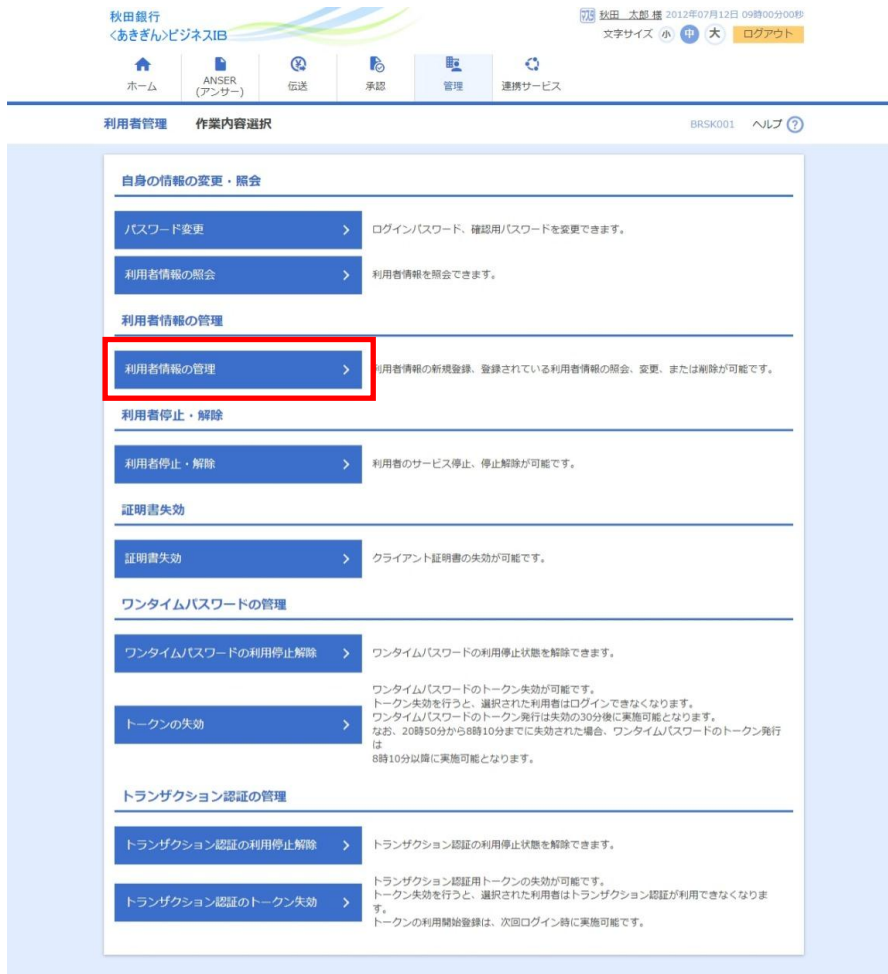 秋田銀行
<あきぎん>ビジネスIB
秋田 太郎 様 2012年07月12日 09時00分00秒
文字サイズ 小 中 大 ログアウト
ホーム
ANSER
(アンサー)
伝送
承認
管理
連携サービス
利用者管理 作業内容選択
BRSK001 ヘルプ ?
自身の情報の変更・照会
パスワード変更
ログインパスワード、確認用パスワードを変更できます。
利用者情報の照会
利用者情報を照会できます。
利用者情報の管理
利用者情報の管理
利用者情報の新規登録、登録されている利用者情報の照会、変更、または削除が可能です。
利用者停止・解除
利用者停止・解除
利用者のサービス停止、停止解除が可能です。
証明書失効
証明書失効
クライアント証明書の失効が可能です。
ワンタイムパスワードの管理
ワンタイムパスワードの利用停止解除
ワンタイムパスワードの利用停止状態を解除できます。
トークンの失効
ワンタイムパスワードのトークン失効が可能です。
トークン失効を行うと、選択された利用者はログインできなくなります。
ワンタイムパスワードのトークン発行は失効の30分後に実施可能となります。
なお、20時50分から8時10分までに失効された場合、ワンタイムパスワードのトークン発行
は
8時10分以降に実施可能となります。
トランザクション認証の管理
トランザクション認証の利用停止解除
トランザクション認証の利用停止状態を解除できます。
トランザクション認証のトークン失効
トランザクション認証用トークンの失効が可能です。
トークン失効を行うと、選択された利用者はトランザクション認証が利用できなくなりま
す。
トークンの利用開始登録は、次回ログイン時に実施可能です。